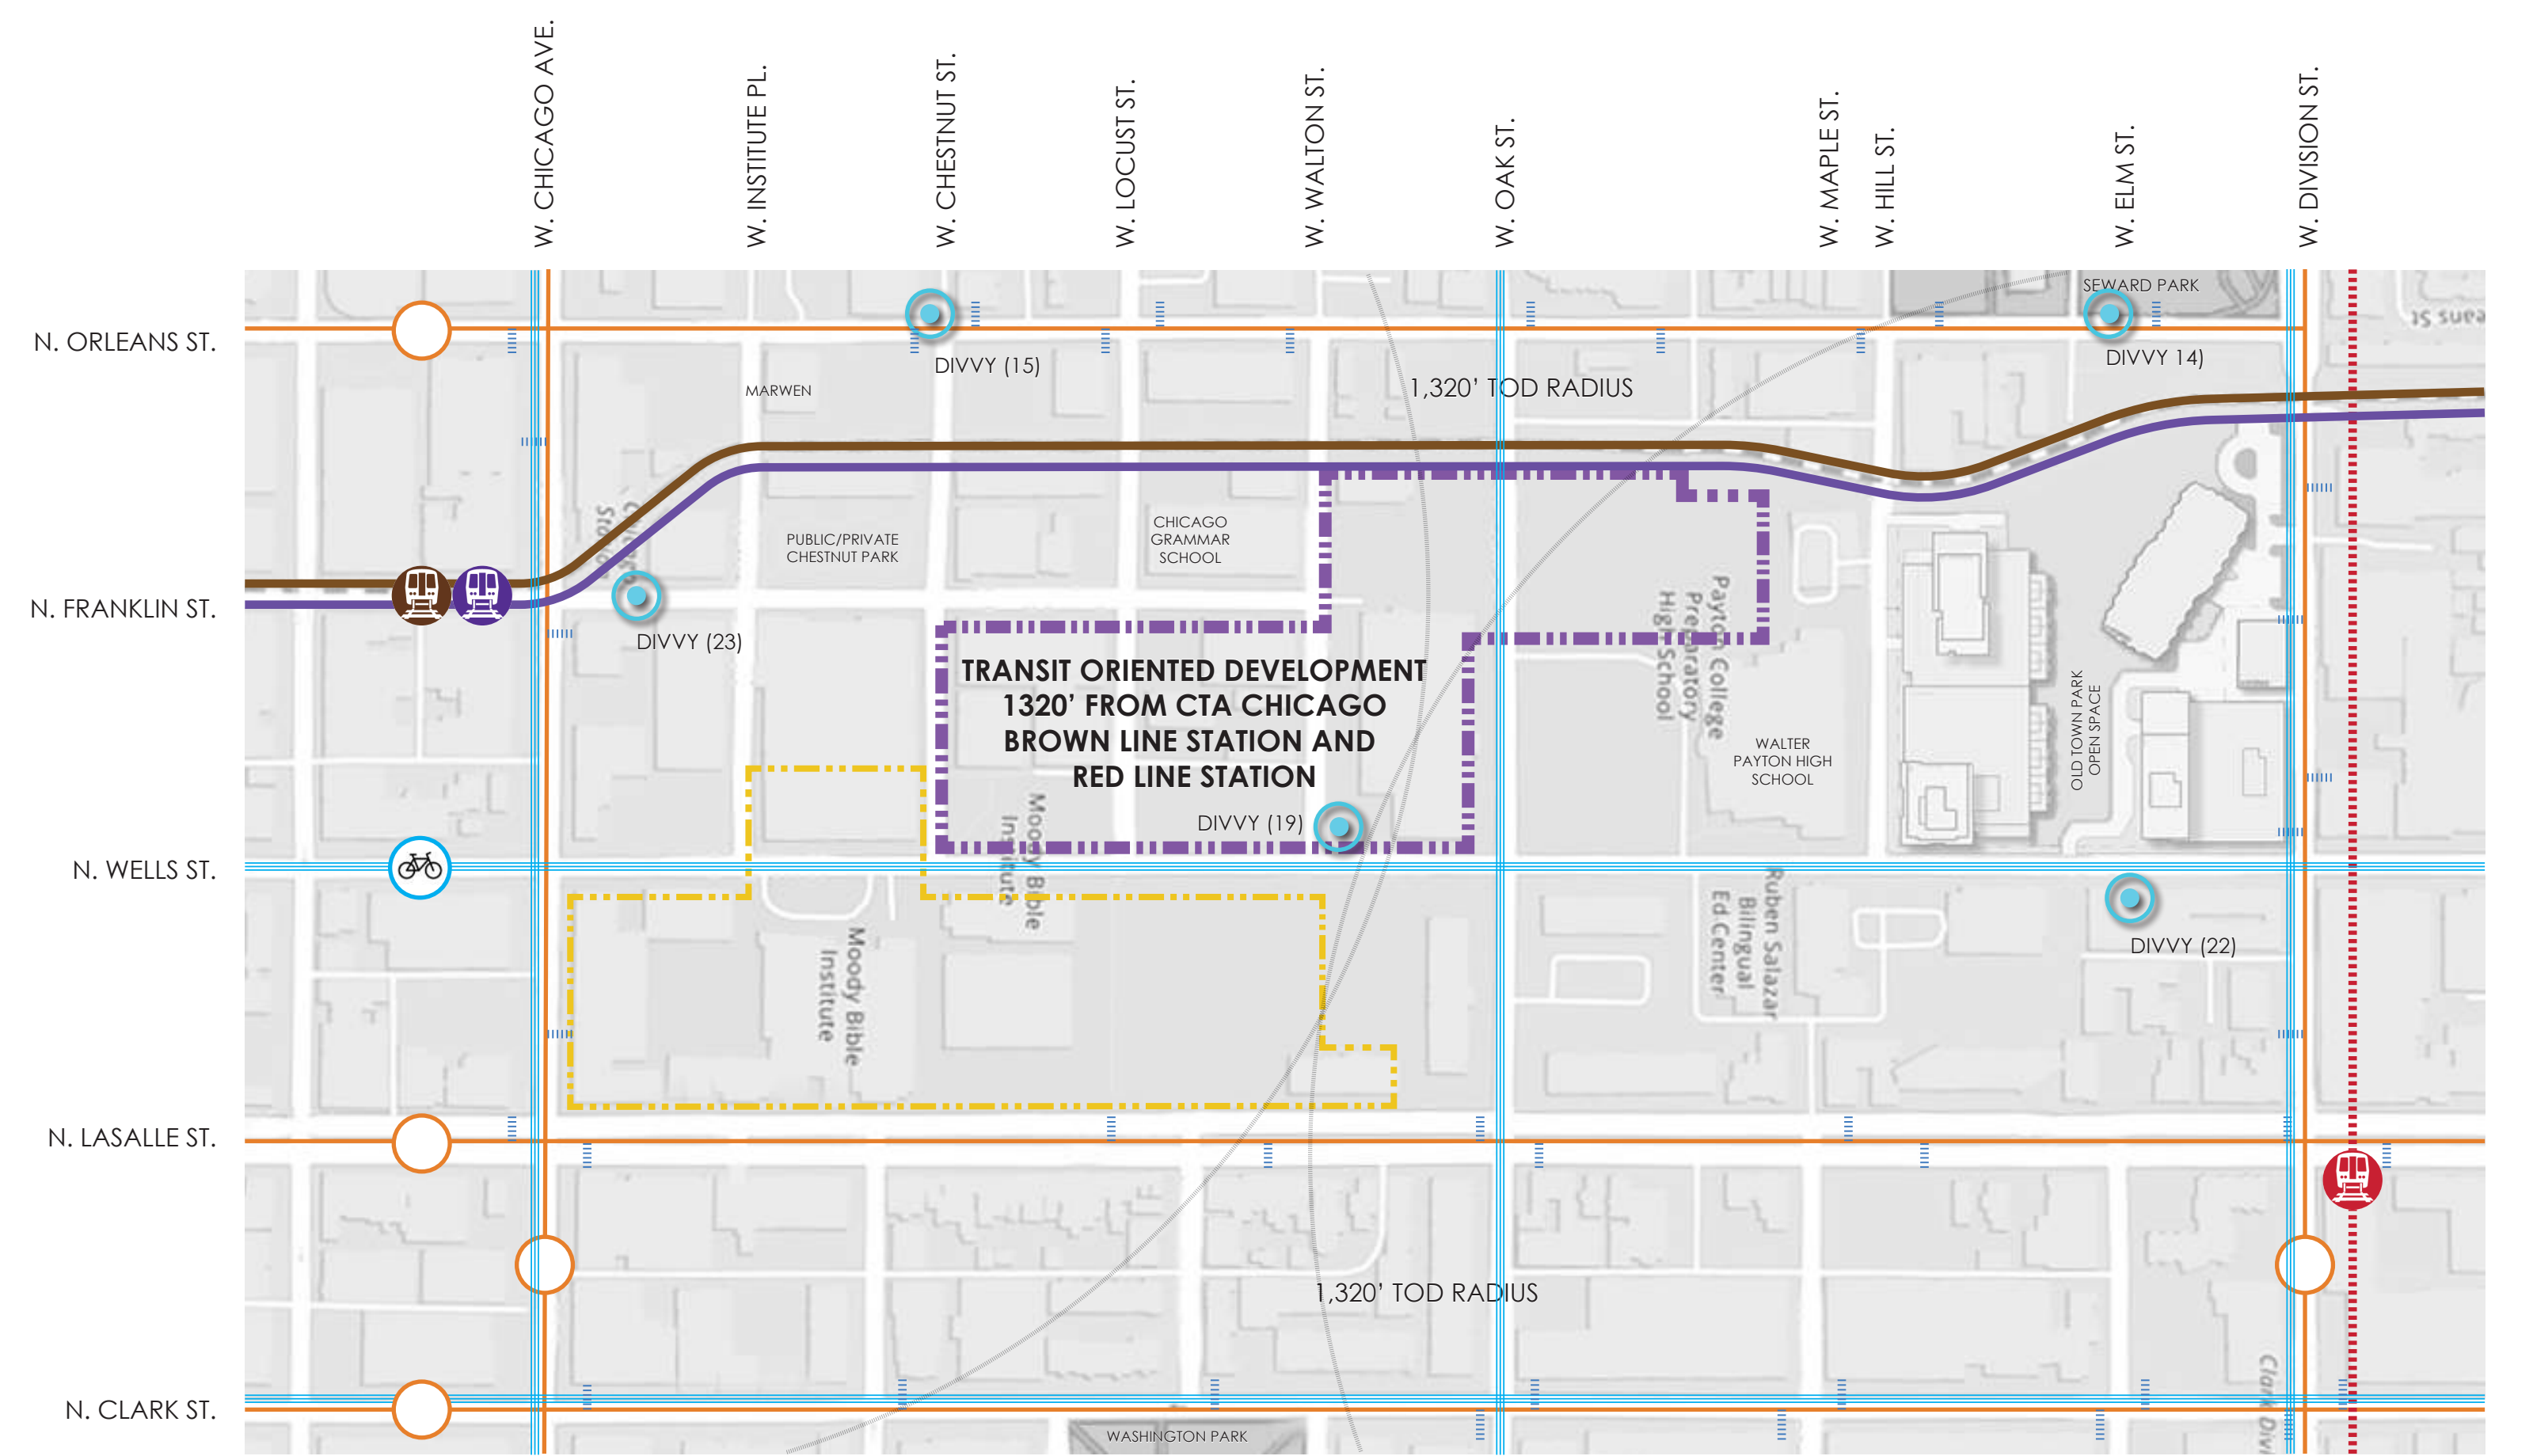 W. CHICAGO AVE.
W. INSTITUTE PL.
W. CHESTNUT ST.
W. LOCUST ST.
W. WALTON ST.
W. OAK ST.
W. MAPLE ST.
W. HILL ST.
W. ELM ST.
W. DIVISION ST.
N. ORLEANS ST.
N. FRANKLIN ST.
N. WELLS ST.
N. LASALLE ST.
N. CLARK ST.
SEWARD PARK
eans St
DIVVY (15)
DIVVY 14)
MARWEN
1,320’ TOD RADIUS
PUBLIC/PRIVATE
CHESTNUT PARK
CHICAGO
GRAMMAR
SCHOOL
DIVVY (23)
TRANSIT ORIENTED DEVELOPMENT
1320’ FROM CTA CHICAGO
BROWN LINE STATION AND
RED LINE STATION
DIVVY (19)
Payton College
Preparatory
High School
WALTER
PAYTON HIGH
SCHOOL
OLD TOWN PARK
OPEN SPACE
Moody Bible
Institute
Moody Bible
Institute
Ruben Salazar
Bilingual
Ed Center
DIVVY (22)
1,320’ TOD RADIUS
Clark Divi
WASHINGTON PARK